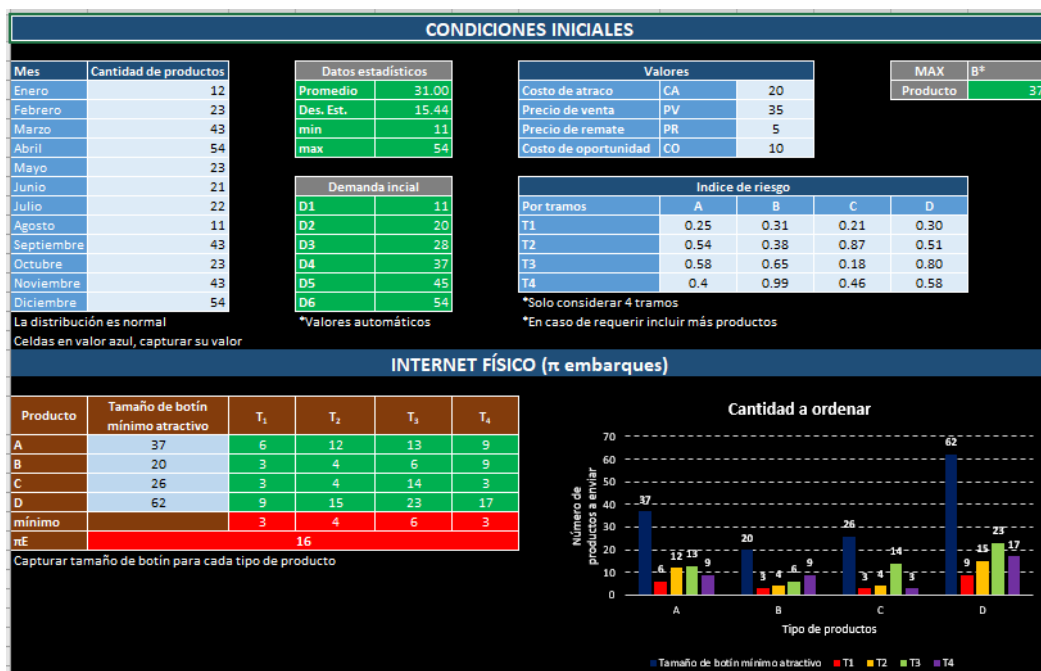 CONDICIONES INICIALES
Mes Cantidad de productos
Enero 12
Febrero 23
Marzo 43
Abril 54
Mayo 23
Junio 21
Julio 22
Agosto 11
Septiembre 43
Octubre 23
Noviembre 43
Diciembre 54
La distribución es normal
Celdas en valor azul, capturar su valor
Datos estadísticos
Promedio 31.00
Des. Est. 15.44
min 11
max 54
Demanda incial
D1 11
D2 20
D3 28
D4 37
D5 45
D6 54
*Valores automáticos
Valores
Costo de atraco CA 20
Precio de venta PV 35
Precio de remate PR 5
Costo de oportunidad CO 10
MAX B*
Producto 37
Indice de riesgo
Por tramos A B C D
T1 0.25 0.31 0.21 0.30
T2 0.54 0.38 0.87 0.51
T3 0.58 0.65 0.18 0.80
T4 0.4 0.99 0.46 0.58
*Solo considerar 4 tramos
*En caso de requerir incluir más productos
INTERNET FÍSICO (π embarques)
Producto Tamaño de botín mínimo atractivo T₁ T₂ T₃ T₄
A 37 6 12 13 9
B 20 3 4 6 9
C 26 3 4 14 3
D 62 9 15 23 17
mínimo 3 4 6 3
πE 16
Capturar tamaño de botín para cada tipo de producto
Cantidad a ordenar
Número de
productos a enviar
70
60
50
40
30
20
10
0
37 6 12 13 9
20 3 4 6 9
26 3 4 14 3
62 9 15 23 17
A B C D
Tipo de productos
Tamaño de botín mínimo atractivo T1 T2 T3 T4